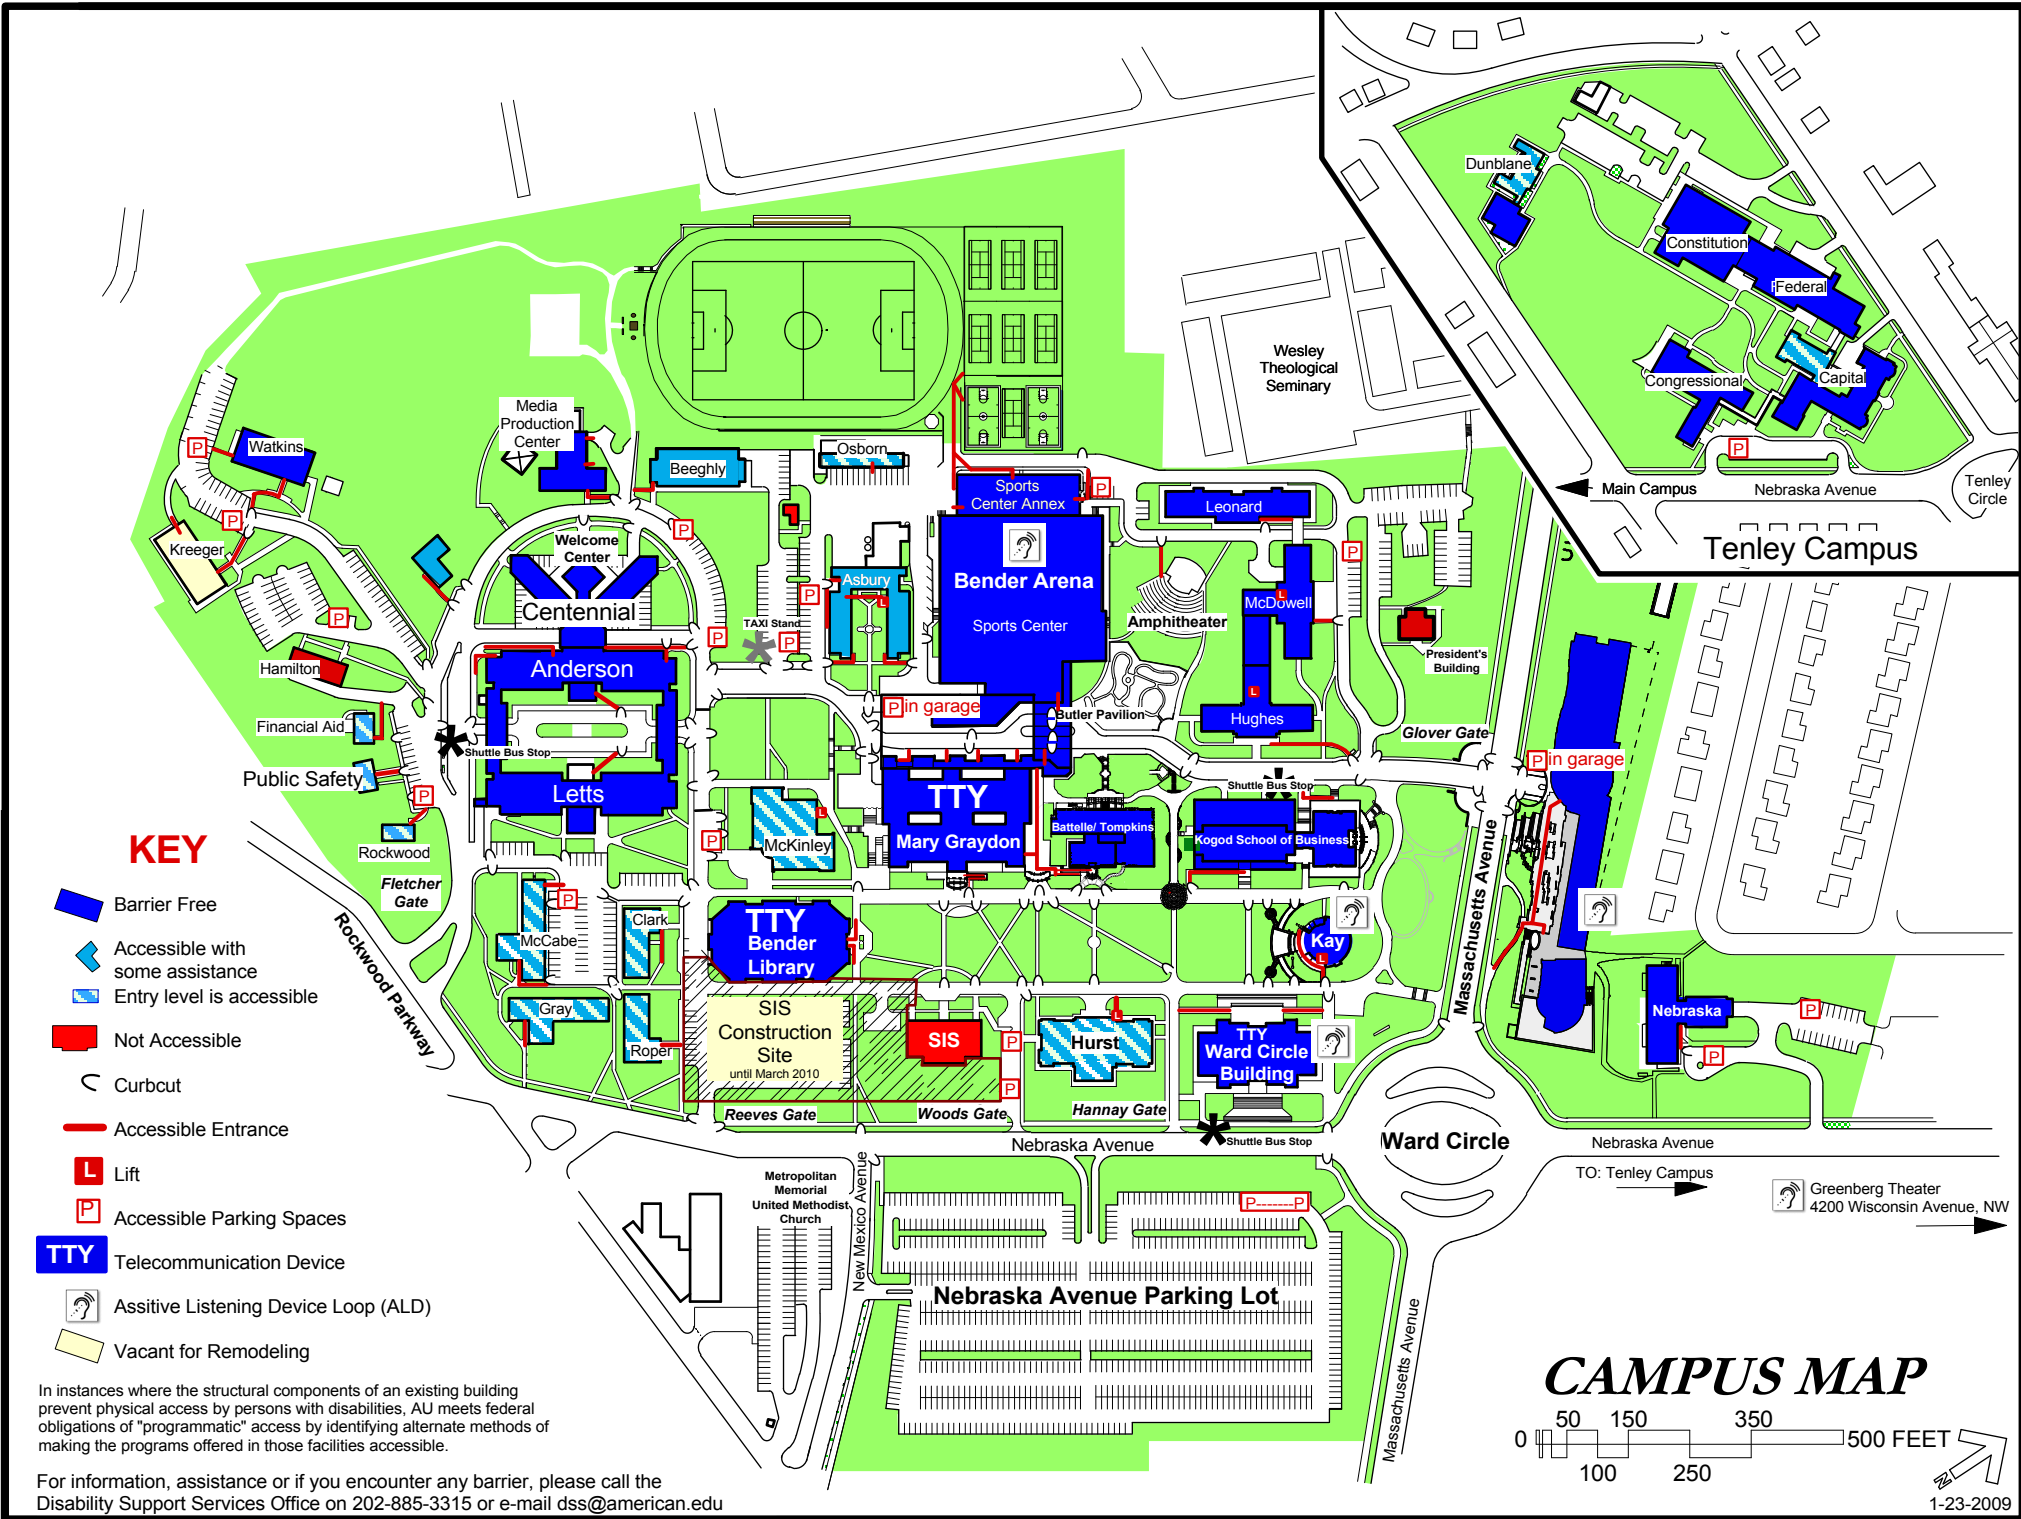 Dunblane
Constitution
Federal
Congressional
Capital
P
Main Campus
Nebraska Avenue
Tenley
Circle
Tenley Campus
Wesley
Theological
Seminary
Media
Production
Center
Watkins
P
Beeghly
Osborn
Sports
Center Annex
P
Leonard
P
P
Kreeger
Welcome
Center
Centennial
Asbury
L
P
Bender Arena
Sports Center
P
McDowell
L
Amphitheater
P
TAXI Stand
P
P
President's
Building
Hamilton
Anderson
L
P in garage
Butler Pavilion
Hughes
Glover Gate
Financial Aid
Shuttle Bus Stop
P in garage
Public Safety
P
Letts
TTY
Mary Graydon
Shuttle Bus Stop
Battelle/ Tompkins
Kogod School of Business
L
McKinley
P
Rockwood
Fletcher
Gate
Rockwood Parkway
Massachusetts Avenue
P
McCabe
Clark
TTY
Bender
Library
Kay
L
Gray
Roper
SIS
Construction
Site
until March 2010
SIS
P
P
L
Hurst
TTY
Ward Circle
Building
Nebraska
P
P
Reeves Gate
Woods Gate
Hannay Gate
Shuttle Bus Stop
Nebraska Avenue
Ward Circle
Nebraska Avenue
TO: Tenley Campus
Greenberg Theater
4200 Wisconsin Avenue, NW
Metropolitan
Memorial
United Methodist
Church
New Mexico Avenue
P-------P
Nebraska Avenue Parking Lot
Massachusetts Avenue
KEY
Barrier Free
Accessible with
some assistance
Entry level is accessible
Not Accessible
Curbcut
Accessible Entrance
L Lift
P Accessible Parking Spaces
TTY Telecommunication Device
Assitive Listening Device Loop (ALD)
Vacant for Remodeling
In instances where the structural components of an existing building
prevent physical access by persons with disabilities, AU meets federal
obligations of "programmatic" access by identifying alternate methods of
making the programs offered in those facilities accessible.
For information, assistance or if you encounter any barrier, please call the
Disability Support Services Office on 202-885-3315 or e-mail dss@american.edu
CAMPUS MAP
50 150 350
0 500 FEET
100 250
N
1-23-2009